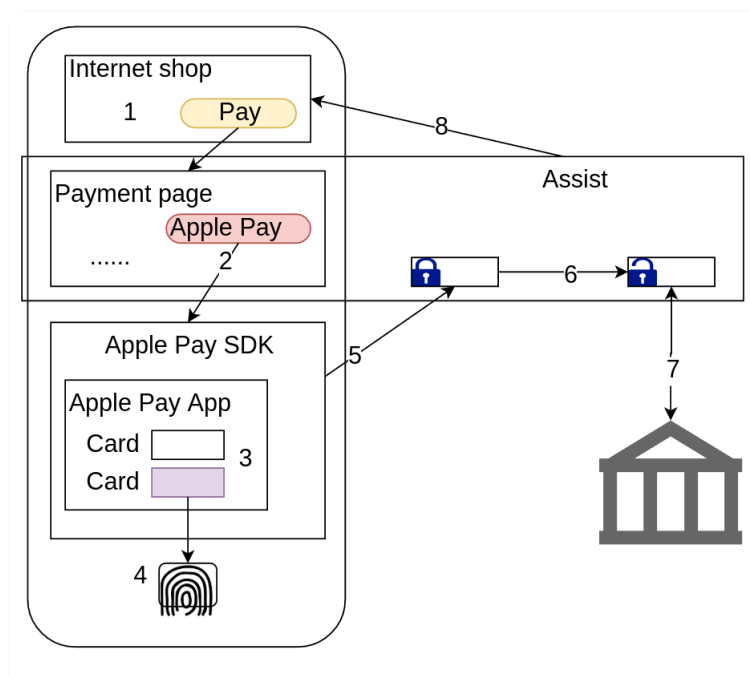 Internet shop
1
Pay
8
Payment page
Assist
Apple Pay
2
......
6
5
Apple Pay SDK
7
Apple Pay App
Card
3
Card
4